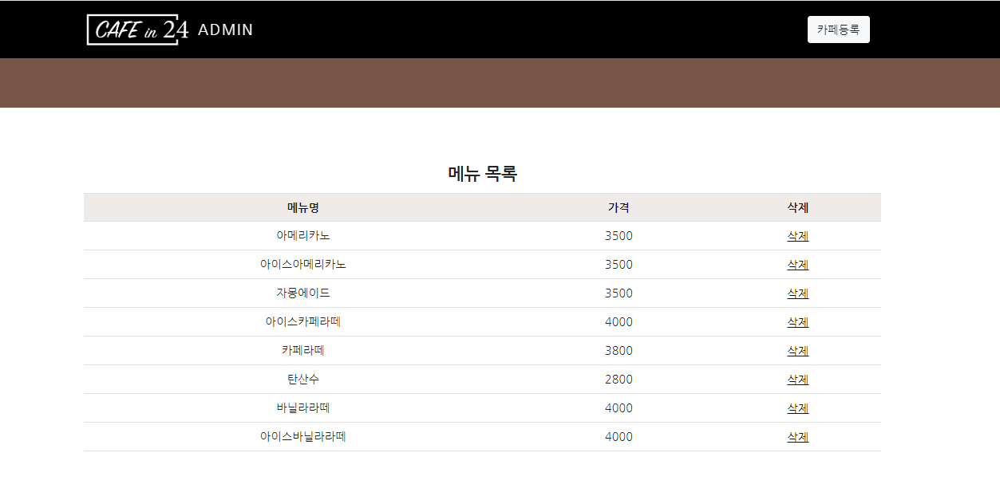 CAFE in 24 ADMIN 카페등록
메뉴 목록
메뉴명 가격 삭제
아메리카노 3500 삭제
아이스아메리카노 3500 삭제
자몽에이드 3500 삭제
아이스카페라떼 4000 삭제
카페라떼 3800 삭제
탄산수 2800 삭제
바닐라라떼 4000 삭제
아이스바닐라라떼 4000 삭제